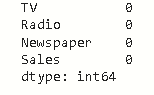 TV 0
Radio 0
Newspaper 0
Sales 0
dtype: int64